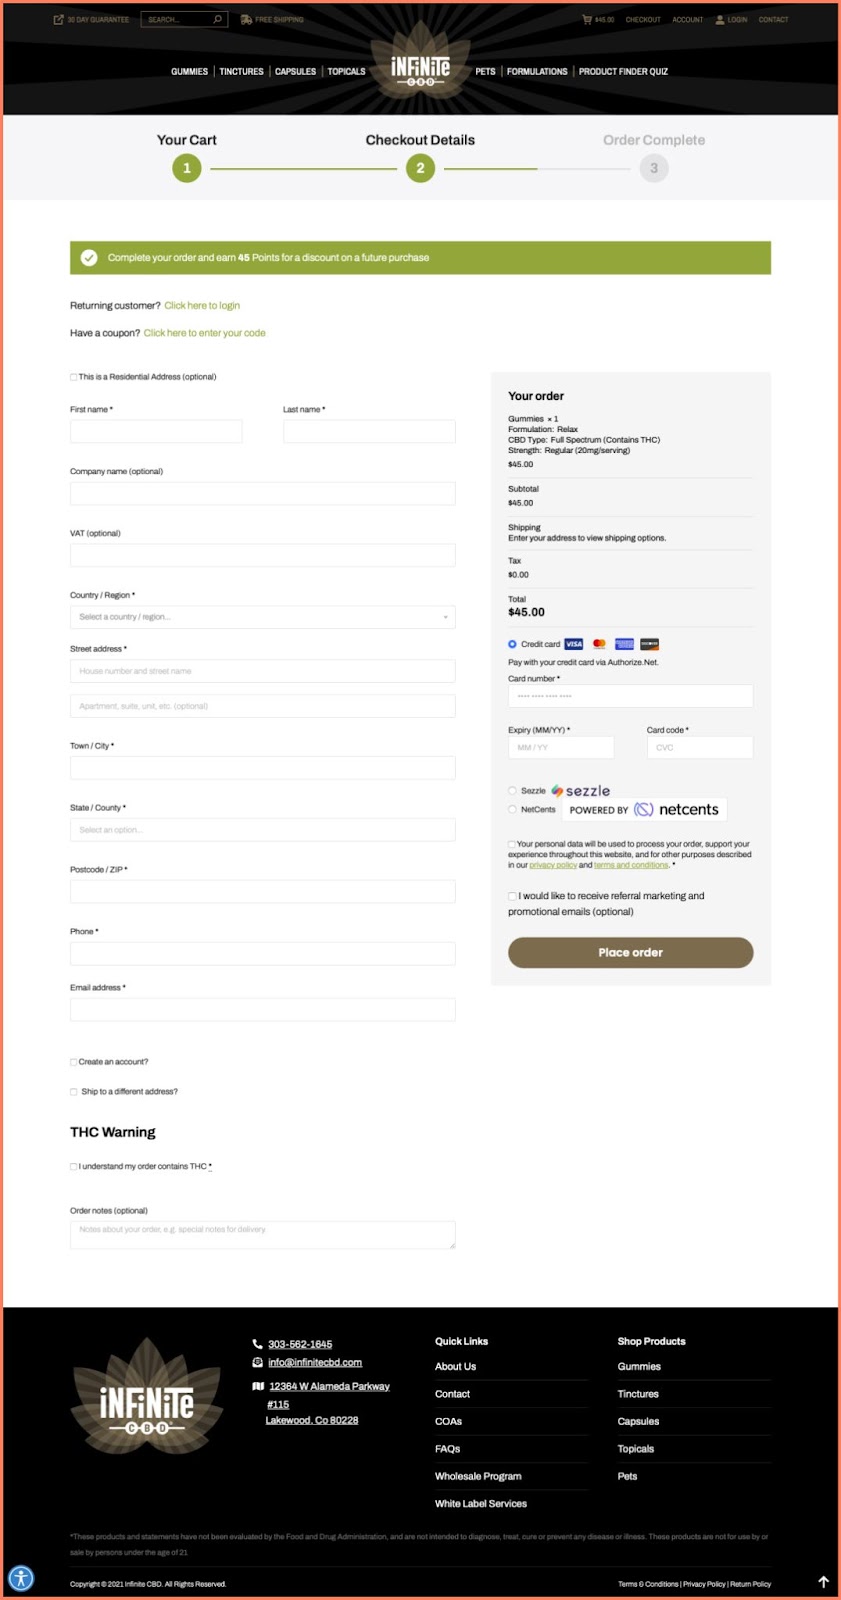 30 DAY GUARANTEE
SEARCH...
FREE SHIPPING
$45.00
CHECKOUT
ACCOUNT
LOGIN
CONTACT
GUMMIES | TINCTURES | CAPSULES | TOPICALS
INFINITE
CBD
PETS | FORMULATIONS | PRODUCT FINDER QUIZ
Your Cart
Checkout Details
Order Complete
1
2
3
Complete your order and earn 45 Points for a discount on a future purchase
Returning customer? Click here to login
Have a coupon? Click here to enter your code
This is a Residential Address (optional)
First name *
Last name *
Company name (optional)
VAT (optional)
Country / Region *
Select a country / region...
Street address *
House number and street name
Apartment, suite, unit, etc. (optional)
Town / City *
State / County *
Select an option...
Postcode / ZIP *
Phone *
Email address *
Create an account?
Ship to a different address?
THC Warning
I understand my order contains THC *
Order notes (optional)
Notes about your order, e.g. special notes for delivery.
Your order
Gummies × 1
Formulation: Relax
CBD Type: Full Spectrum (Contains THC)
Strength: Regular (20mg/serving)
$45.00
Subtotal
$45.00
Shipping
Enter your address to view shipping options.
Tax
$0.00
Total
$45.00
Credit card VISA
Pay with your credit card via Authorize.Net.
Card number *
•••• •••• •••• ••••
Expiry (MM/YY) *
Card code *
MM / YY
CVC
Sezzle sezzle
NetCents POWERED BY netcents
Your personal data will be used to process your order, support your
experience throughout this website, and for other purposes described
in our privacy policy and terms and conditions. *
I would like to receive referral marketing and
promotional emails (optional)
Place order
INFINITE
CBD
303-562-1645
info@infinitecbd.com
12364 W Alameda Parkway
#115
Lakewood, Co 80228
Quick Links
About Us
Contact
COAs
FAQs
Wholesale Program
White Label Services
Shop Products
Gummies
Tinctures
Capsules
Topicals
Pets
*These products and statements have not been evaluated by the Food and Drug Administration, and are not intended to diagnose, treat, cure or prevent any disease or illness. These products are not for use by or
sale by persons under the age of 21
Copyright © 2021 Infinite CBD. All Rights Reserved.
Terms & Conditions | Privacy Policy | Return Policy